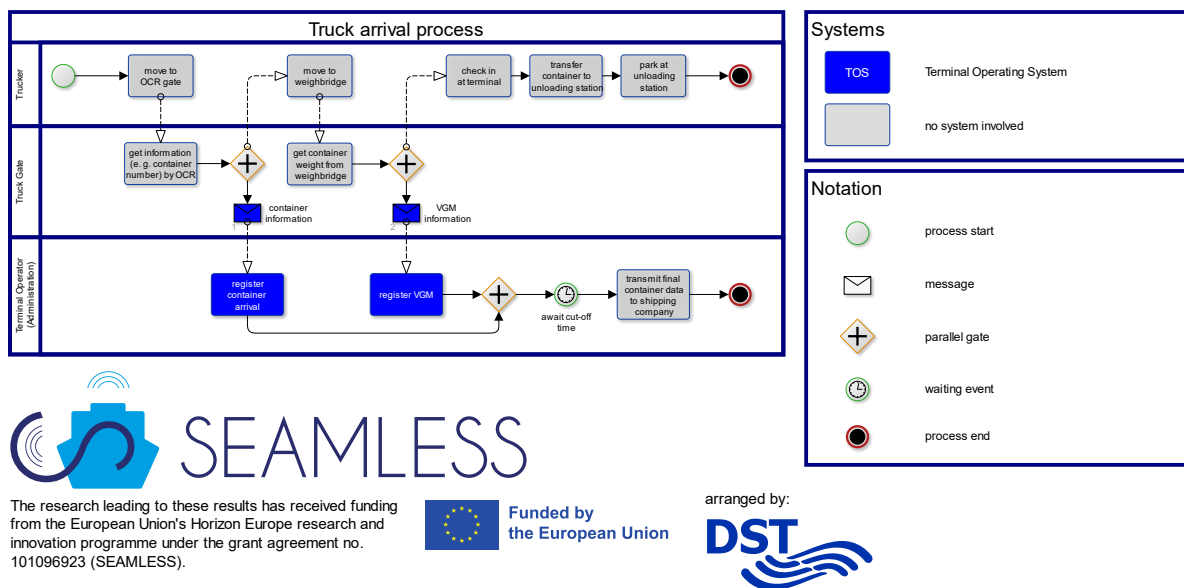 Truck arrival process
Trucker
move to
OCR gate
move to
weighbridge
check in
at terminal
transfer
container to
unloading station
park at
unloading
station
Truck Gate
get information
(e. g. container
number) by OCR
get container
weight from
weighbridge
container
information
1
VGM
information
2
Terminal Operator
(Administration)
register
container
arrival
register VGM
await cut-off
time
transmit final
container data
to shipping
company
Systems
TOS
Terminal Operating System
no system involved
Notation
process start
message
parallel gate
waiting event
process end
SEAMLESS
The research leading to these results has received funding
from the European Union's Horizon Europe research and
innovation programme under the grant agreement no.
101096923 (SEAMLESS).
Funded by
the European Union
arranged by:
DST